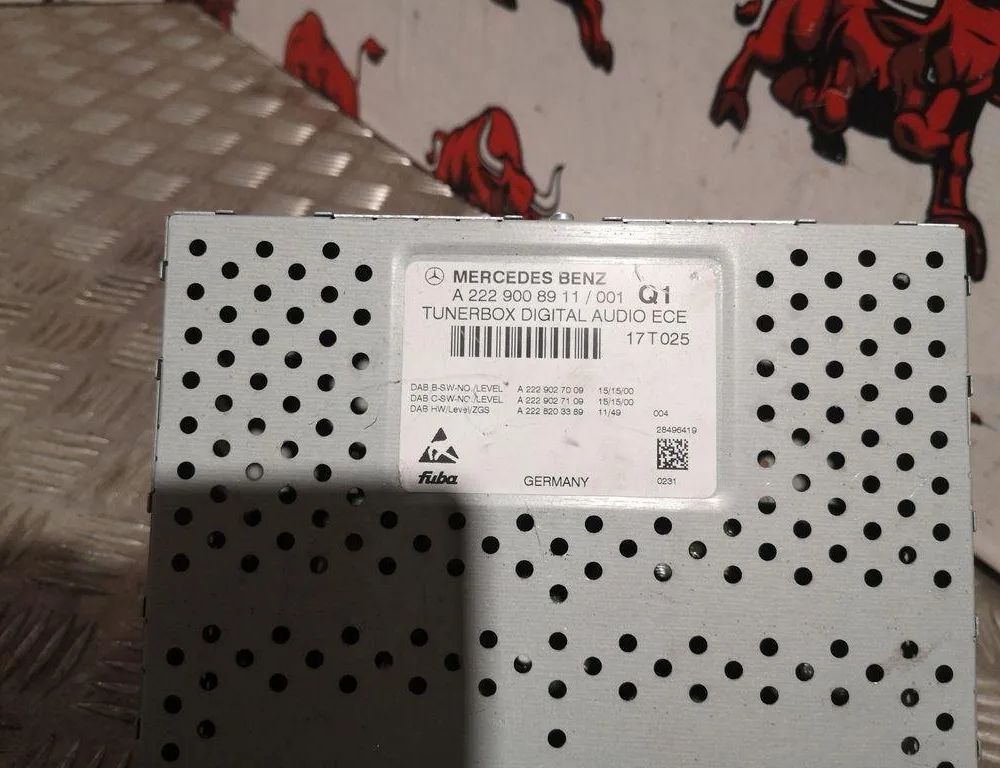 MERCEDES BENZ
A 222 900 89 11 / 001 Q1
TUNERBOX DIGITAL AUDIO ECE
17T025
DAB B-SW-NO./LEVEL A 222 902 70 09 15/15/00
DAB C-SW-NO./LEVEL A 222 902 71 09 15/15/00
DAB HW/Level/ZGS A 222 820 33 89 11/49 004
28496419
fuba GERMANY 0231